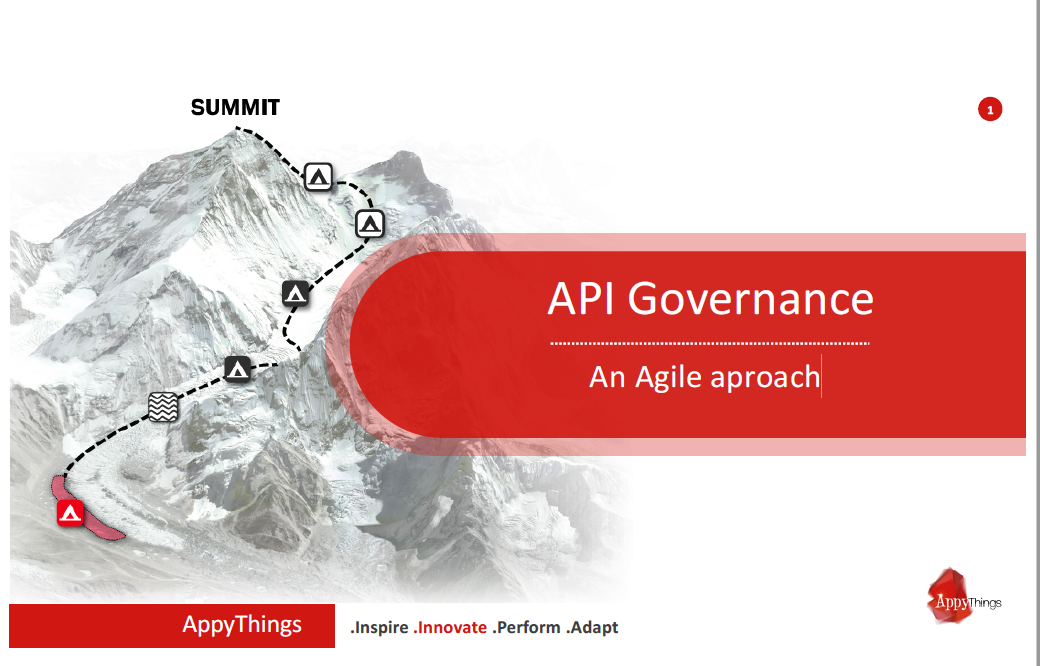 SUMMIT
1
API Governance
An Agile aproach
AppyThings
AppyThings
.Inspire .Innovate .Perform .Adapt